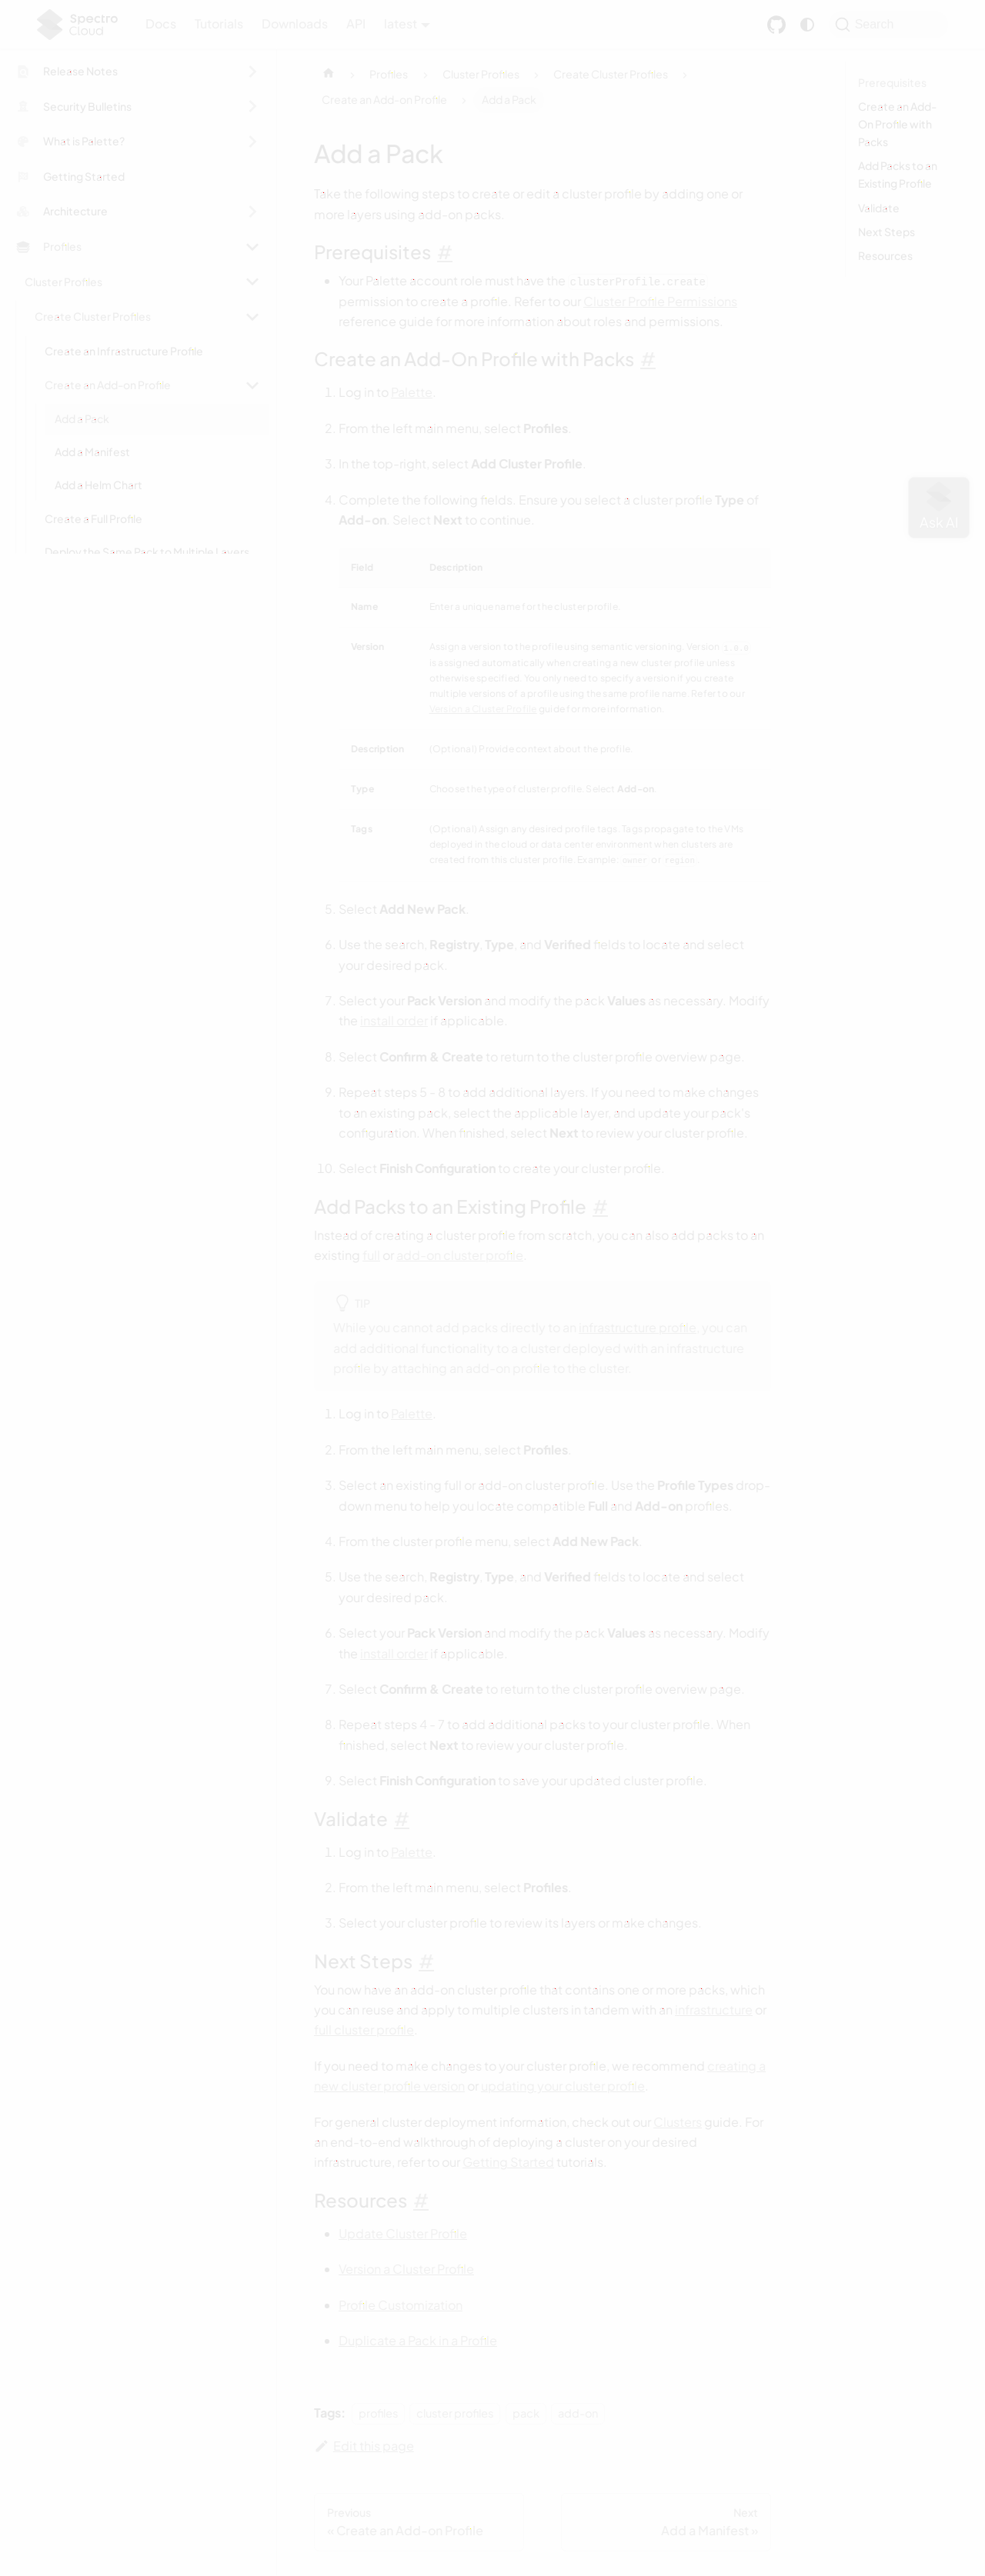 Spectro Cloud
Docs Tutorials Downloads API latest
Search
Release Notes
Security Bulletins
What is Palette?
Getting Started
Architecture
Profiles
Cluster Profiles
Create Cluster Profiles
Create an Infrastructure Profile
Create an Add-on Profile
Add a Pack
Add a Manifest
Add a Helm Chart
Create a Full Profile
Deploy the Same Pack to Multiple Layers
Profiles > Cluster Profiles > Create Cluster Profiles >
Create an Add-on Profile > Add a Pack
Add a Pack
Take the following steps to create or edit a cluster profile by adding one or
more layers using add-on packs.
Prerequisites #
• Your Palette account role must have the clusterProfile.create
permission to create a profile. Refer to our Cluster Profile Permissions
reference guide for more information about roles and permissions.
Create an Add-On Profile with Packs #
1. Log in to Palette.
2. From the left main menu, select Profiles.
3. In the top-right, select Add Cluster Profile.
4. Complete the following fields. Ensure you select a cluster profile Type of
Add-on. Select Next to continue.
Field Description
Name Enter a unique name for the cluster profile.
Version Assign a version to the profile using semantic versioning. Version 1.0.0
is assigned automatically when creating a new cluster profile unless
otherwise specified. You only need to specify a version if you create
multiple versions of a profile using the same profile name. Refer to our
Version a Cluster Profile guide for more information.
Description (Optional) Provide context about the profile.
Type Choose the type of cluster profile. Select Add-on.
Tags (Optional) Assign any desired profile tags. Tags propagate to the VMs
deployed in the cloud or data center environment when clusters are
created from this cluster profile. Example: owner or region:
5. Select Add New Pack.
6. Use the search, Registry, Type, and Verified fields to locate and select
your desired pack.
7. Select your Pack Version and modify the pack Values as necessary. Modify
the install order if applicable.
8. Select Confirm & Create to return to the cluster profile overview page.
9. Repeat steps 5 - 8 to add additional layers. If you need to make changes
to an existing pack, select the applicable layer, and update your pack's
configuration. When finished, select Next to review your cluster profile.
10. Select Finish Configuration to create your cluster profile.
Add Packs to an Existing Profile #
Instead of creating a cluster profile from scratch, you can also add packs to an
existing full or add-on cluster profile.
TIP
While you cannot add packs directly to an infrastructure profile, you can
add additional functionality to a cluster deployed with an infrastructure
profile by attaching an add-on profile to the cluster.
1. Log in to Palette.
2. From the left main menu, select Profiles.
3. Select an existing full or add-on cluster profile. Use the Profile Types drop-
down menu to help you locate compatible Full and Add-on profiles.
4. From the cluster profile menu, select Add New Pack.
5. Use the search, Registry, Type, and Verified fields to locate and select
your desired pack.
6. Select your Pack Version and modify the pack Values as necessary. Modify
the install order if applicable.
7. Select Confirm & Create to return to the cluster profile overview page.
8. Repeat steps 4 - 7 to add additional packs to your cluster profile. When
finished, select Next to review your cluster profile.
9. Select Finish Configuration to save your updated cluster profile.
Validate #
1. Log in to Palette.
2. From the left main menu, select Profiles.
3. Select your cluster profile to review its layers or make changes.
Next Steps #
You now have an add-on cluster profile that contains one or more packs, which
you can reuse and apply to multiple clusters in tandem with an infrastructure or
full cluster profile.
If you need to make changes to your cluster profile, we recommend creating a
new cluster profile version or updating your cluster profile.
For general cluster deployment information, check out our Clusters guide. For
an end-to-end walkthrough of deploying a cluster on your desired
infrastructure, refer to our Getting Started tutorials.
Resources #
• Update Cluster Profile
• Version a Cluster Profile
• Profile Customization
• Duplicate a Pack in a Profile
Tags: profiles cluster profiles pack add-on
Edit this page
Previous
« Create an Add-on Profile
Next
Add a Manifest »
Prerequisites
Create an Add-
On Profile with
Packs
Add Packs to an
Existing Profile
Validate
Next Steps
Resources
Ask AI